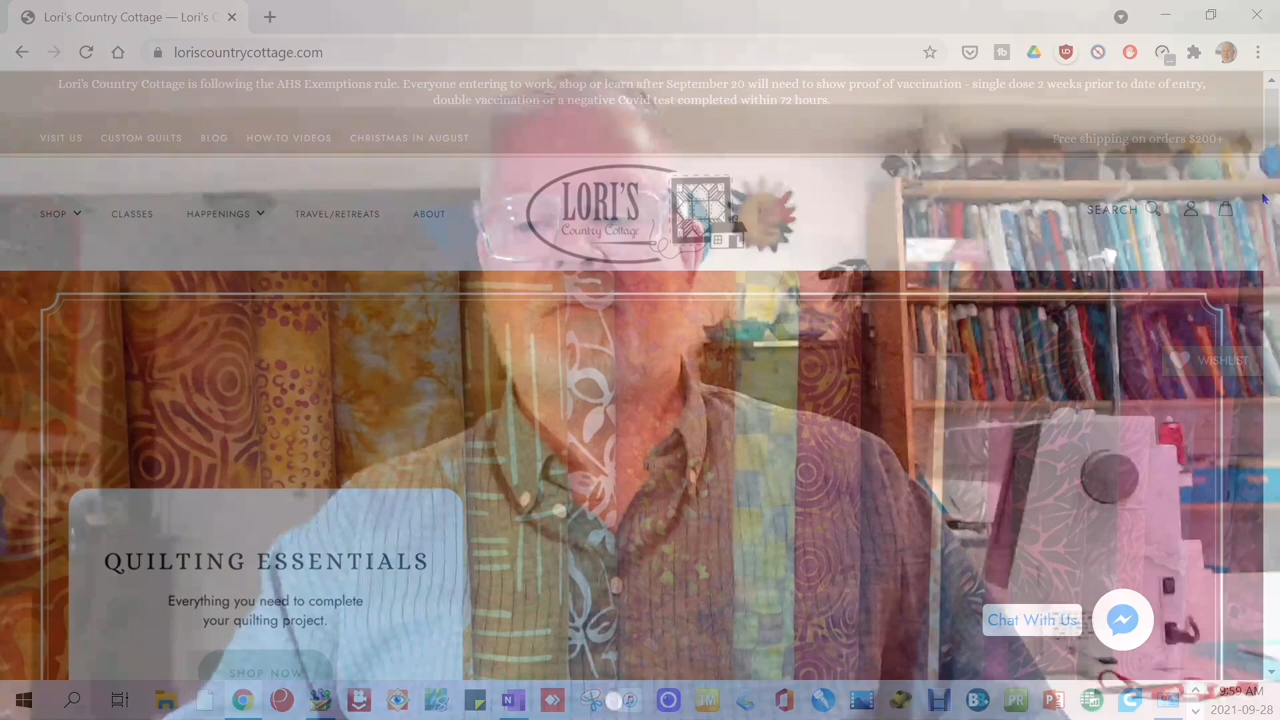 Lori's Country Cottage — Lori's C
loriscountrycottage.com
Lori's Country Cottage is following the AHS Exemptions rule. Everyone entering to work, shop or learn after September 20 will need to show proof of vaccination - single dose 2 weeks prior to date of entry,
double vaccination or a negative Covid test completed within 72 hours.
VISIT US CUSTOM QUILTS BLOG HOW-TO VIDEOS CHRISTMAS IN AUGUST
Free shipping on orders $200+
LORI'S
Country Cottage
SHOP CLASSES HAPPENINGS TRAVEL/RETREATS ABOUT
SEARCH
WISHLIST
QUILTING ESSENTIALS
Everything you need to complete
your quilting project.
SHOP NOW
Chat With Us
9:59 AM
2021-09-28